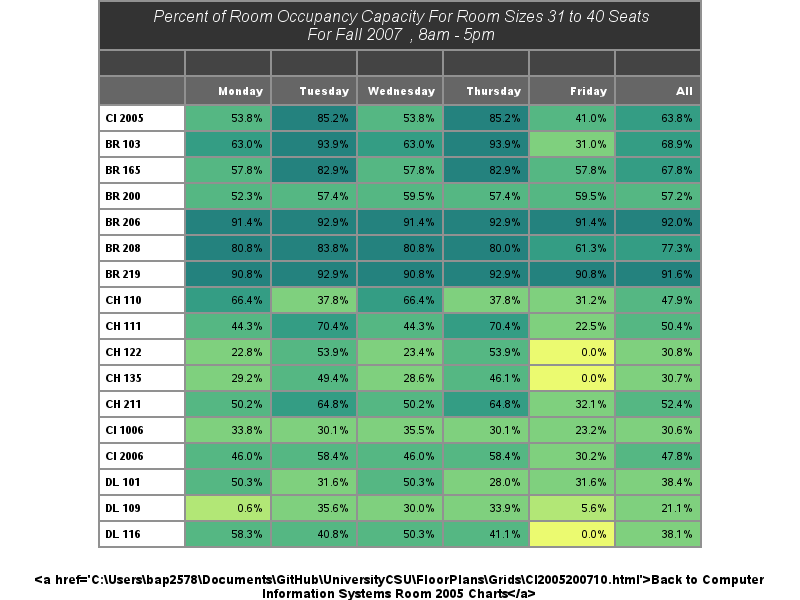 Percent of Room Occupancy Capacity For Room Sizes 31 to 40 Seats
For Fall 2007 , 8am - 5pm
Monday Tuesday Wednesday Thursday Friday All
CI 2005 53.8% 85.2% 53.8% 85.2% 41.0% 63.8%
BR 103 63.0% 93.9% 63.0% 93.9% 31.0% 68.9%
BR 165 57.8% 82.9% 57.8% 82.9% 57.8% 67.8%
BR 200 52.3% 57.4% 59.5% 57.4% 59.5% 57.2%
BR 206 91.4% 92.9% 91.4% 92.9% 91.4% 92.0%
BR 208 80.8% 83.8% 80.8% 80.0% 61.3% 77.3%
BR 219 90.8% 92.9% 90.8% 92.9% 90.8% 91.6%
CH 110 66.4% 37.8% 66.4% 37.8% 31.2% 47.9%
CH 111 44.3% 70.4% 44.3% 70.4% 22.5% 50.4%
CH 122 22.8% 53.9% 23.4% 53.9% 0.0% 30.8%
CH 135 29.2% 49.4% 28.6% 46.1% 0.0% 30.7%
CH 211 50.2% 64.8% 50.2% 64.8% 32.1% 52.4%
CI 1006 33.8% 30.1% 35.5% 30.1% 23.2% 30.6%
CI 2006 46.0% 58.4% 46.0% 58.4% 30.2% 47.8%
DL 101 50.3% 31.6% 50.3% 28.0% 31.6% 38.4%
DL 109 0.6% 35.6% 30.0% 33.9% 5.6% 21.1%
DL 116 58.3% 40.8% 50.3% 41.1% 0.0% 38.1%
<a href='C:\Users\bap2578\Documents\GitHub\UniversityCSU\FloorPlans\Grids\CI2005200710.html'>Back to Computer
Information Systems Room 2005 Charts</a>